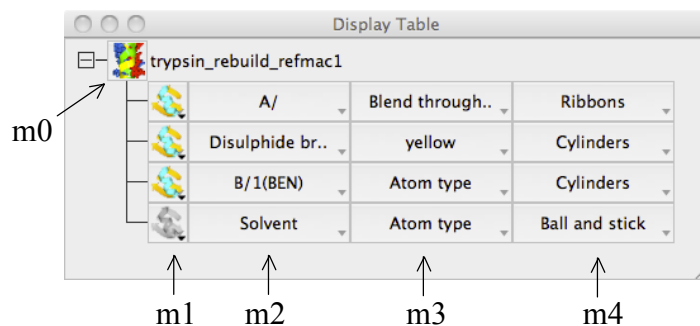 Display Table
trypsin_rebuild_refmac1
A/ Blend through.. Ribbons
Disulphide br.. yellow Cylinders
B/1(BEN) Atom type Cylinders
Solvent Atom type Ball and stick
m0
m1 m2 m3 m4